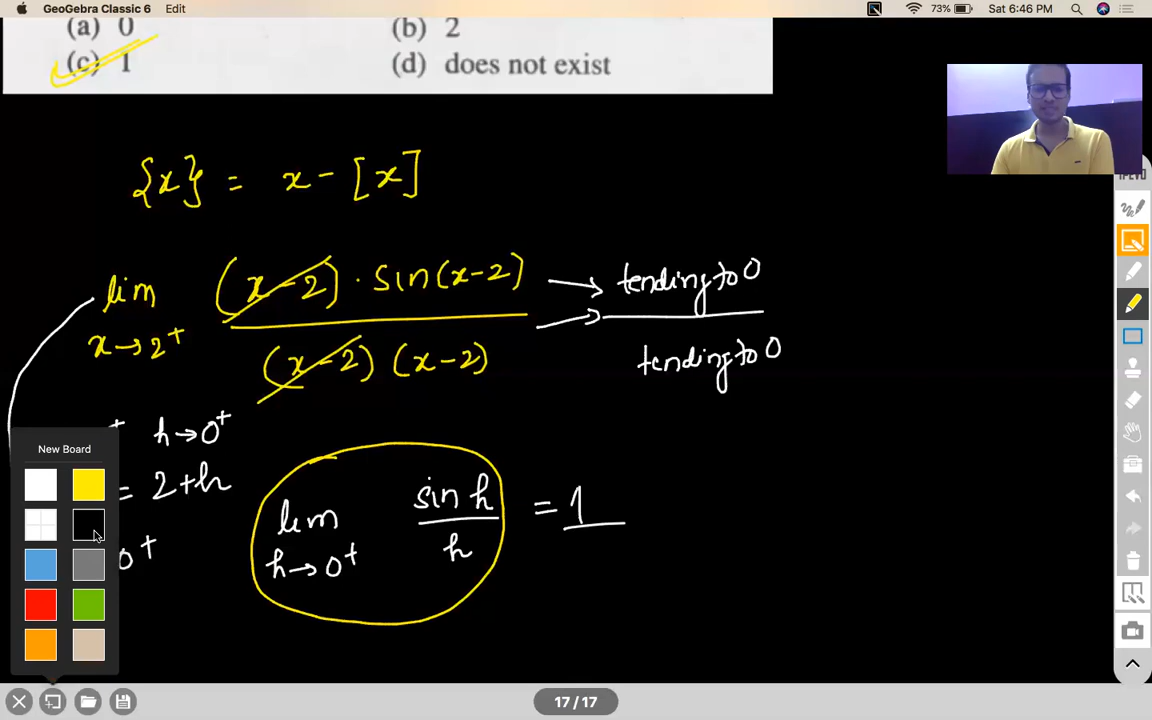 GeoGebra Classic 6 Edit 73% Sat 6:46 PM
(a) 0 (b) 2
(c) 1 (d) does not exist
{x} = x - [x]
lim x→2⁺ (x-2) · sin(x-2) → tending to 0
(x-2) (x-2) → tending to 0
⁺ h→0⁺
= 2+h
0⁺
lim h→0⁺ sin h / h = 1
New Board
17 / 17